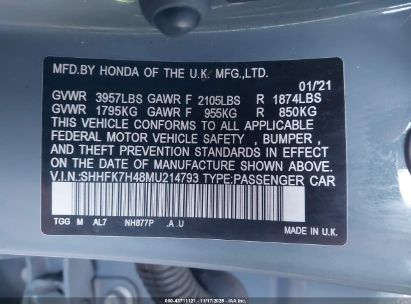 MFD.BY HONDA OF THE U.K. MFG.,LTD.
01/21
GVWR 3957LBS GAWR F 2105LBS R 1874LBS
GVWR 1795KG GAWR F 955KG R 850KG
THIS VEHICLE CONFORMS TO ALL APPLICABLE
FEDERAL MOTOR VEHICLE SAFETY , BUMPER ,
AND THEFT PREVENTION STANDARDS IN EFFECT
ON THE DATE OF MANUFACTURE SHOWN ABOVE.
V.I.N:SHHFK7H48MU214793 TYPE:PASSENGER CAR
TGG M AL7 NH877P .A.U MADE IN U.K.